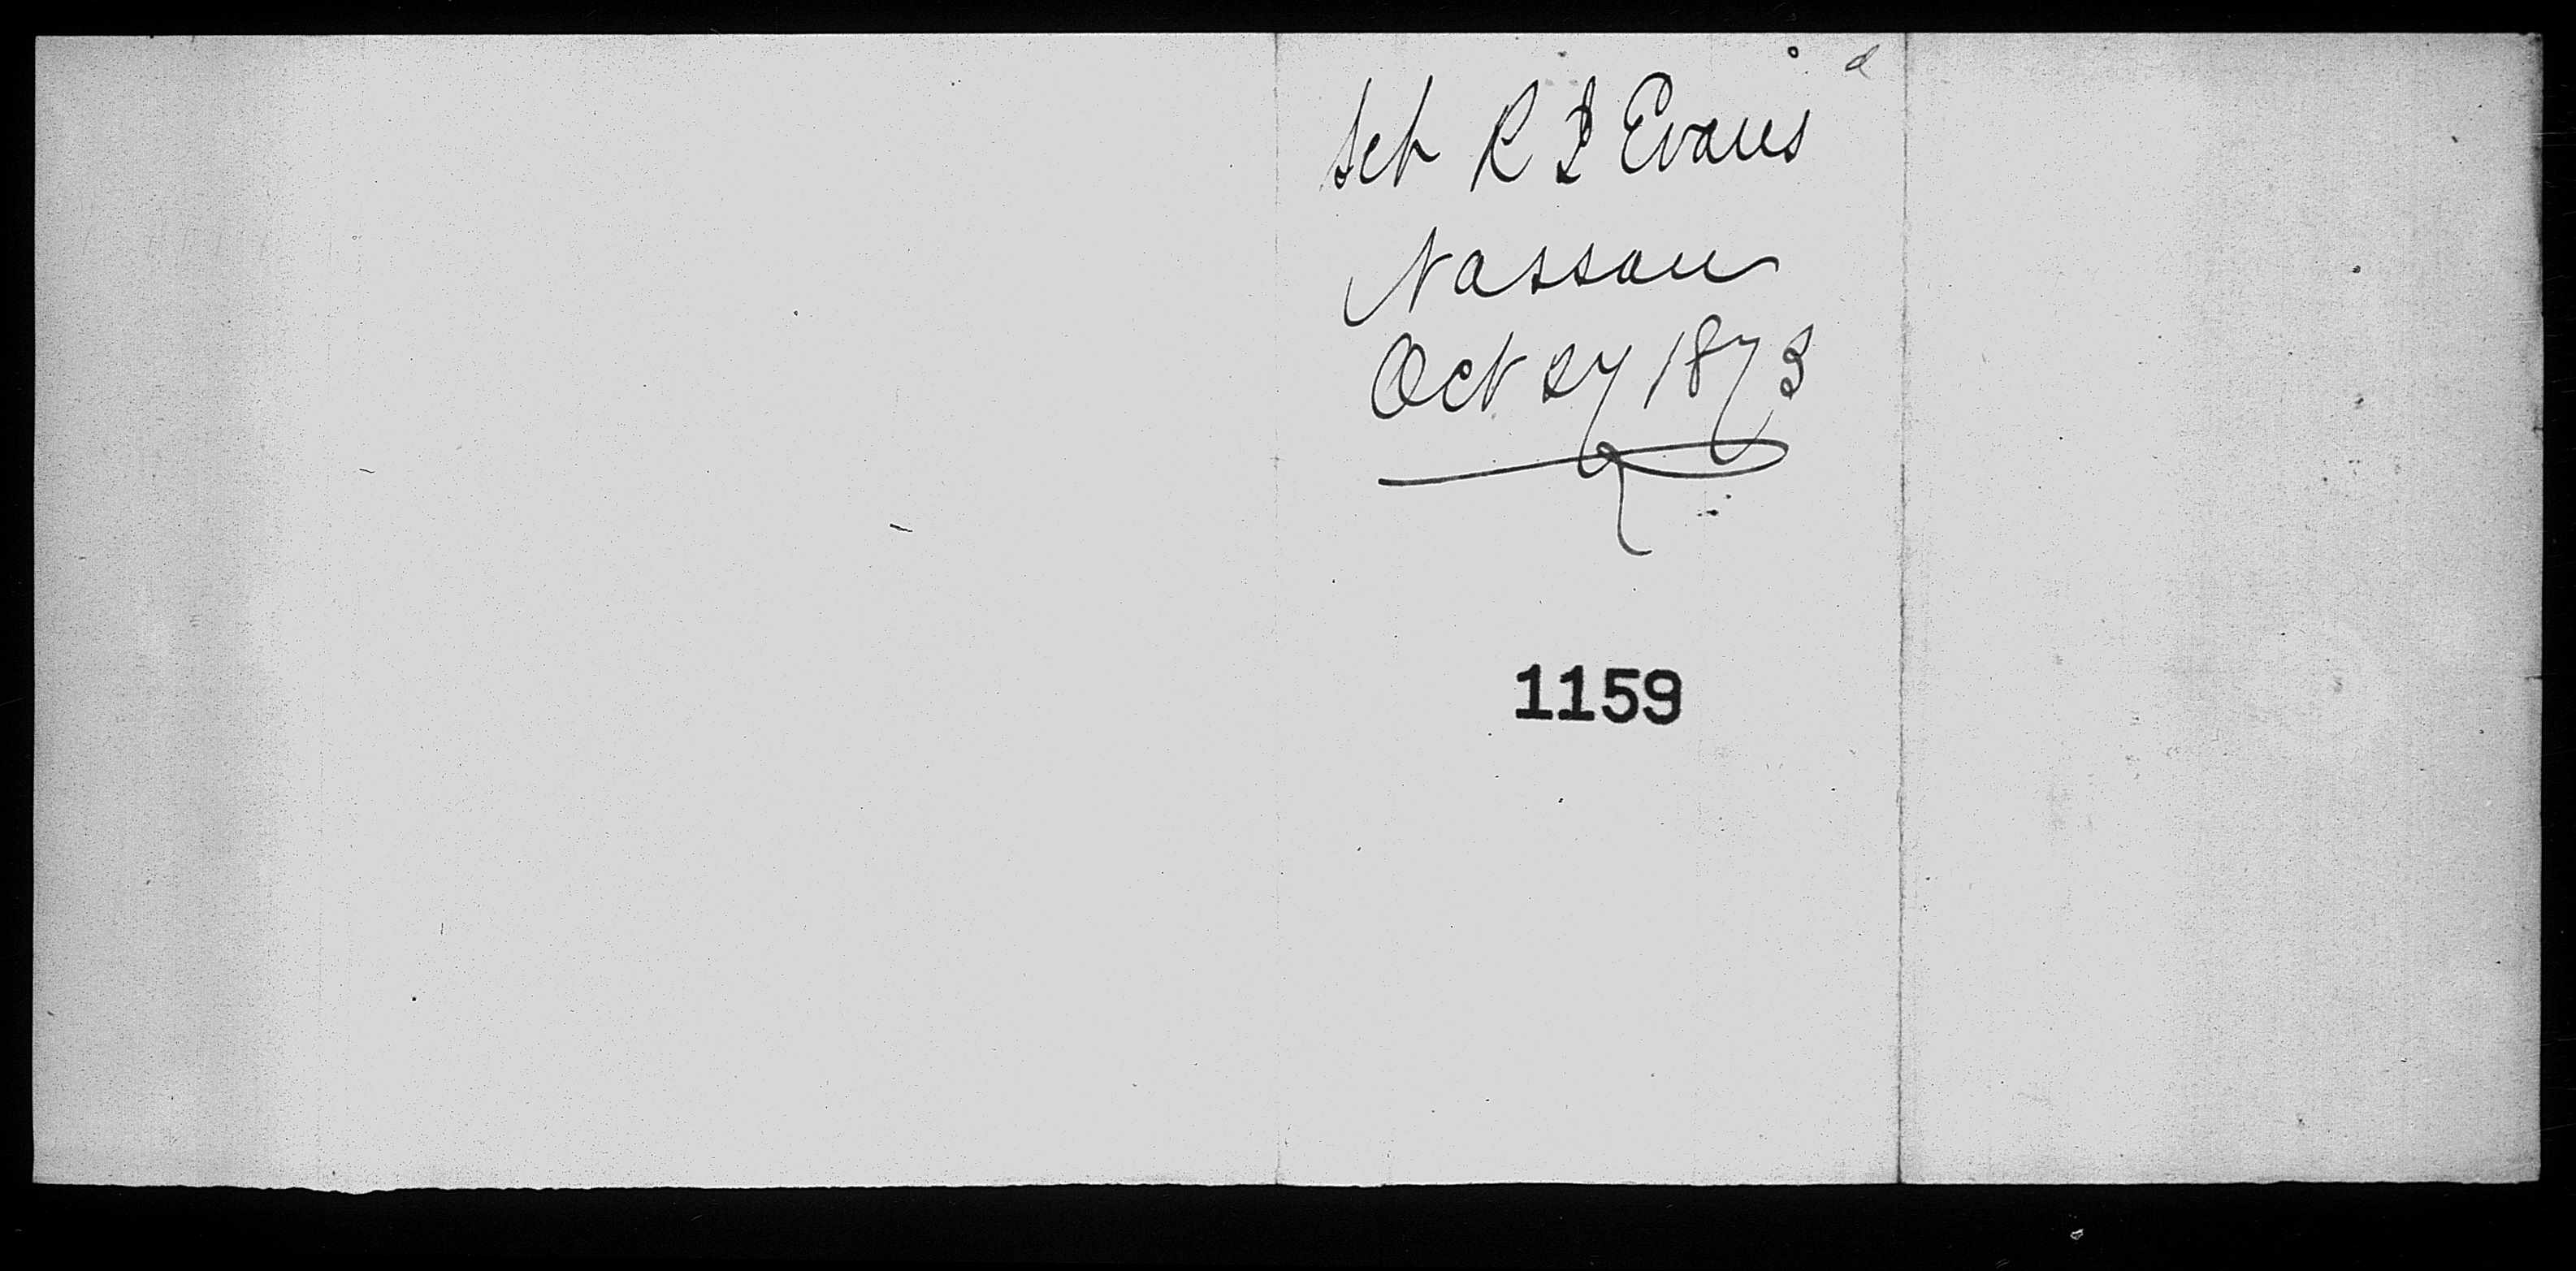 Sch R S Evans
Nassau
Oct 27 1873
1159